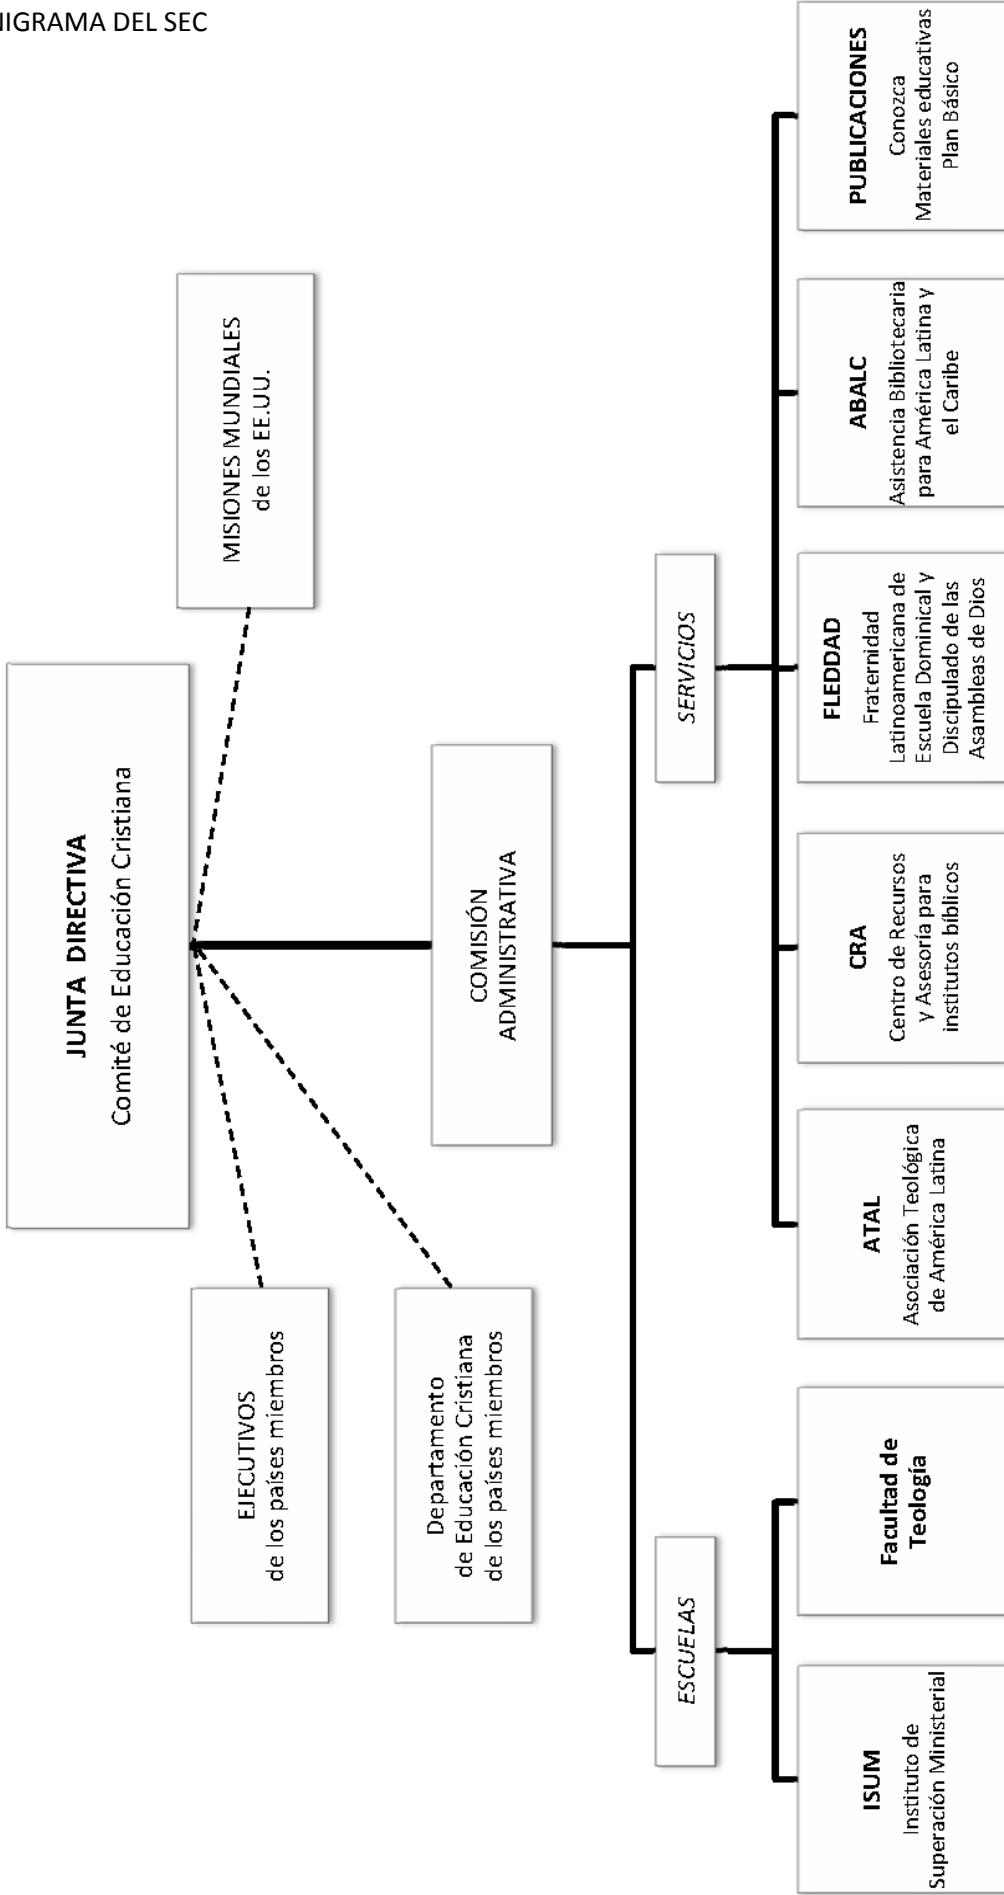 NIGRAMA DEL SEC
JUNTA DIRECTIVA
Comité de Educación Cristiana
EJECUTIVOS
de los países miembros
MISIONES MUNDIALES
de los EE.UU.
Departamento
de Educación Cristiana
de los países miembros
COMISIÓN
ADMINISTRATIVA
ESCUELAS
SERVICIOS
ISUM
Instituto de
Superación Ministerial
Facultad de
Teología
ATAL
Asociación Teológica
de América Latina
CRA
Centro de Recursos
y Asesoría para
institutos bíblicos
FLEDDAD
Fraternidad
Latinoamericana de
Escuela Dominical y
Discipulado de las
Asambleas de Dios
ABALC
Asistencia Bibliotecaria
para América Latina y
el Caribe
PUBLICACIONES
Conozca
Materiales educativas
Plan Básico